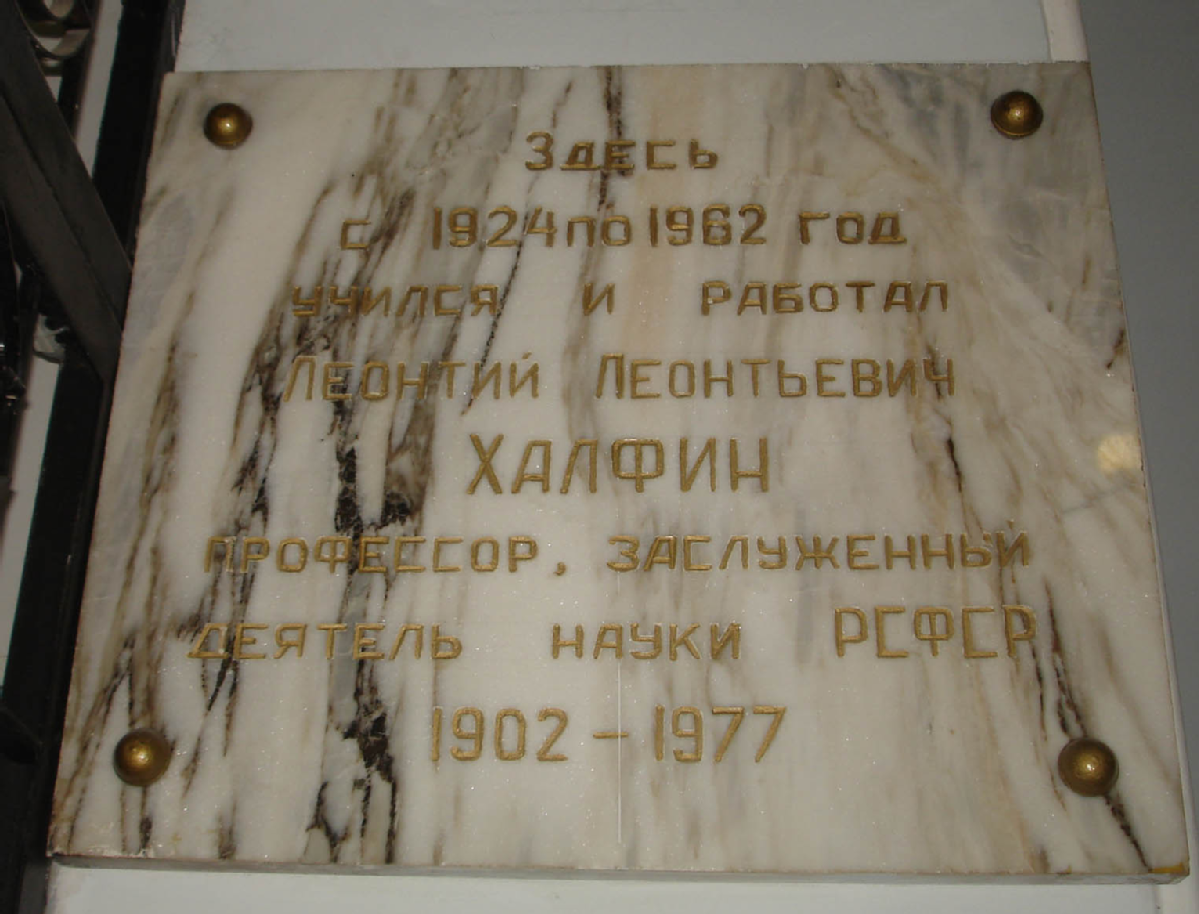 Здесь
с 1924 по 1962 год
учился и работал
Леонтий Леонтьевич
ХАЛФИН
профессор, заслуженный
деятель науки РСФСР
1902 – 1977